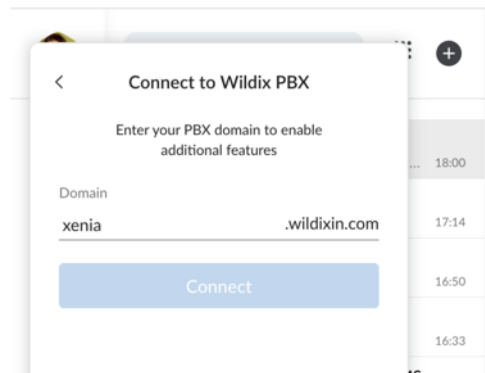 Connect to Wildix PBX
Enter your PBX domain to enable
additional features
... 18:00
Domain
xenia .wildixin.com
17:14
Connect
16:50
16:33